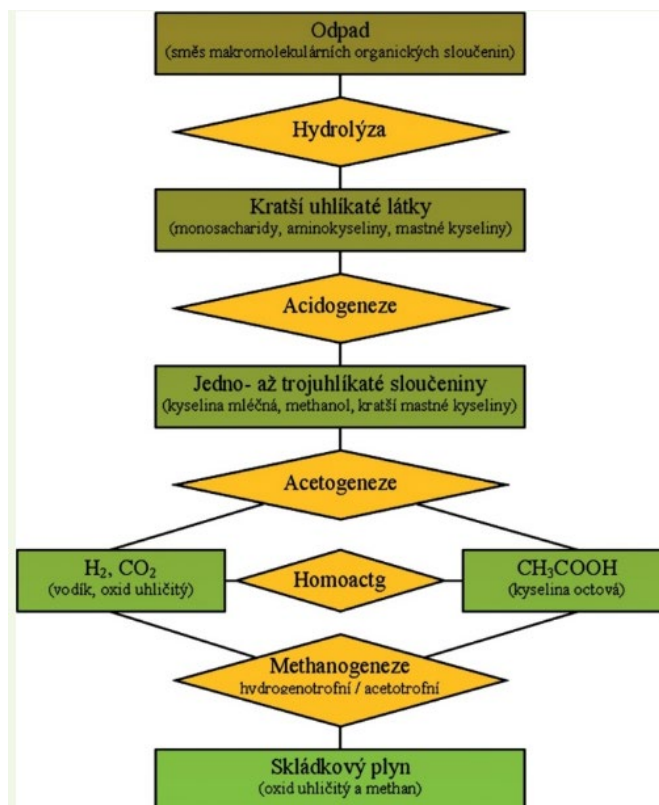 Odpad
(směs makromolekulárních organických sloučenin)
Hydrolýza
Kratší uhlíkaté látky
(monosacharidy, aminokyseliny, mastné kyseliny)
Acidogeneze
Jedno- až trojuhlíkaté sloučeniny
(kyselina mléčná, methanol, kratší mastné kyseliny)
Acetogeneze
H₂, CO₂
(vodík, oxid uhličitý)
Homoactg
CH₃COOH
(kyselina octová)
Methanogeneze
hydrogenotrofní / acetotrofní
Skládkový plyn
(oxid uhličitý a methan)